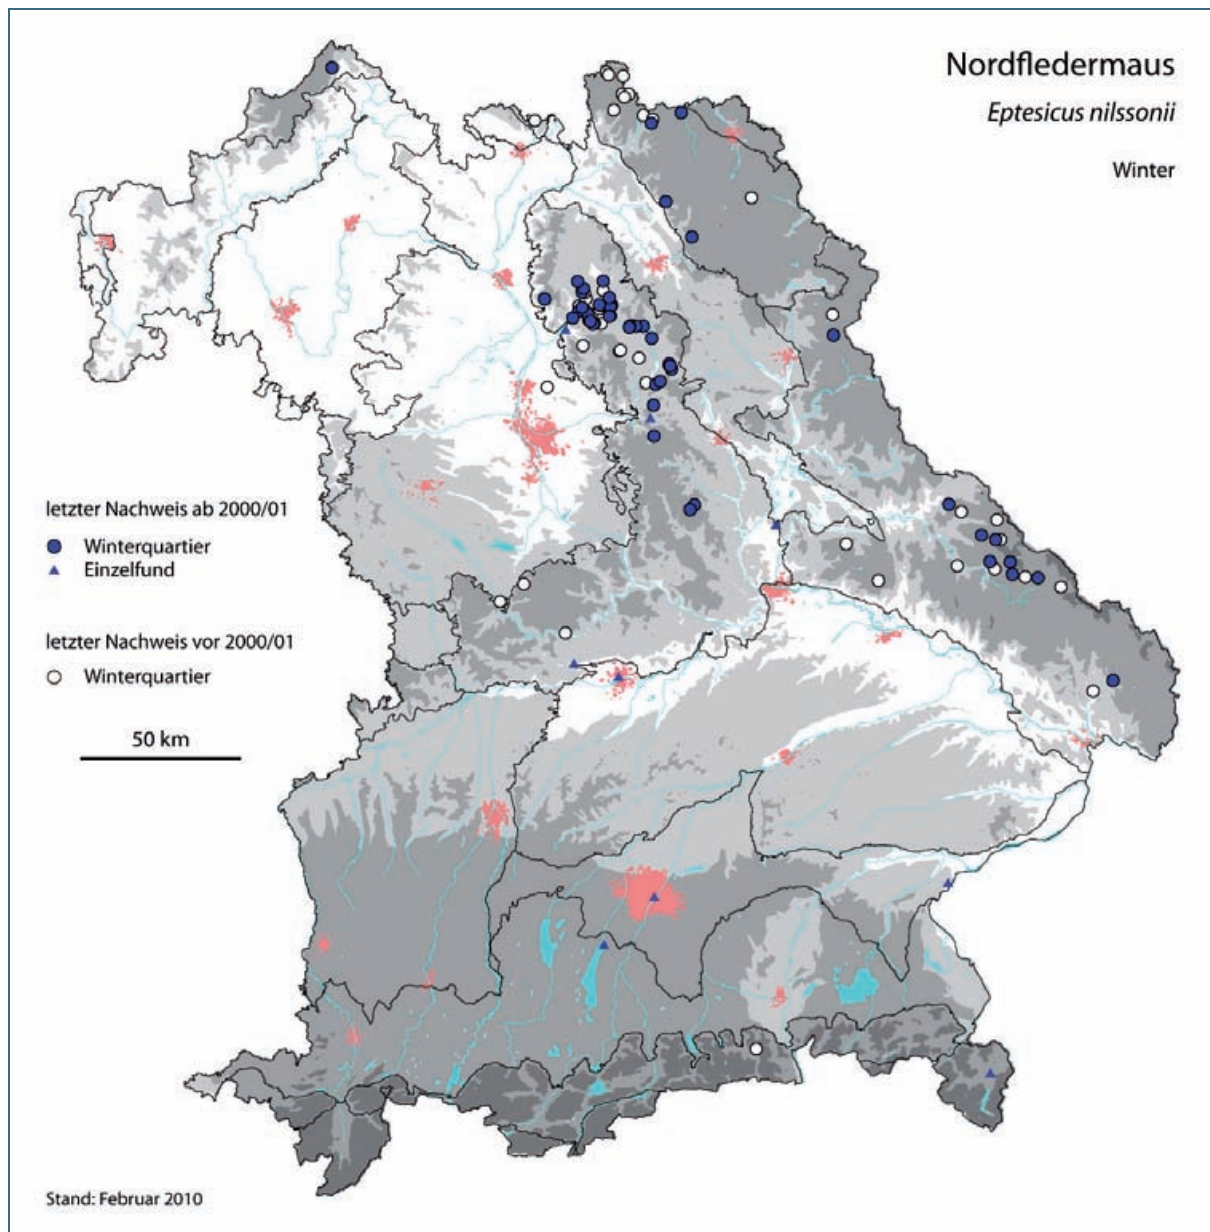 Nordfledermaus
Eptesicus nilssonii
Winter
letzter Nachweis ab 2000/01
Winterquartier
Einzelfund
letzter Nachweis vor 2000/01
Winterquartier
50 km
Stand: Februar 2010